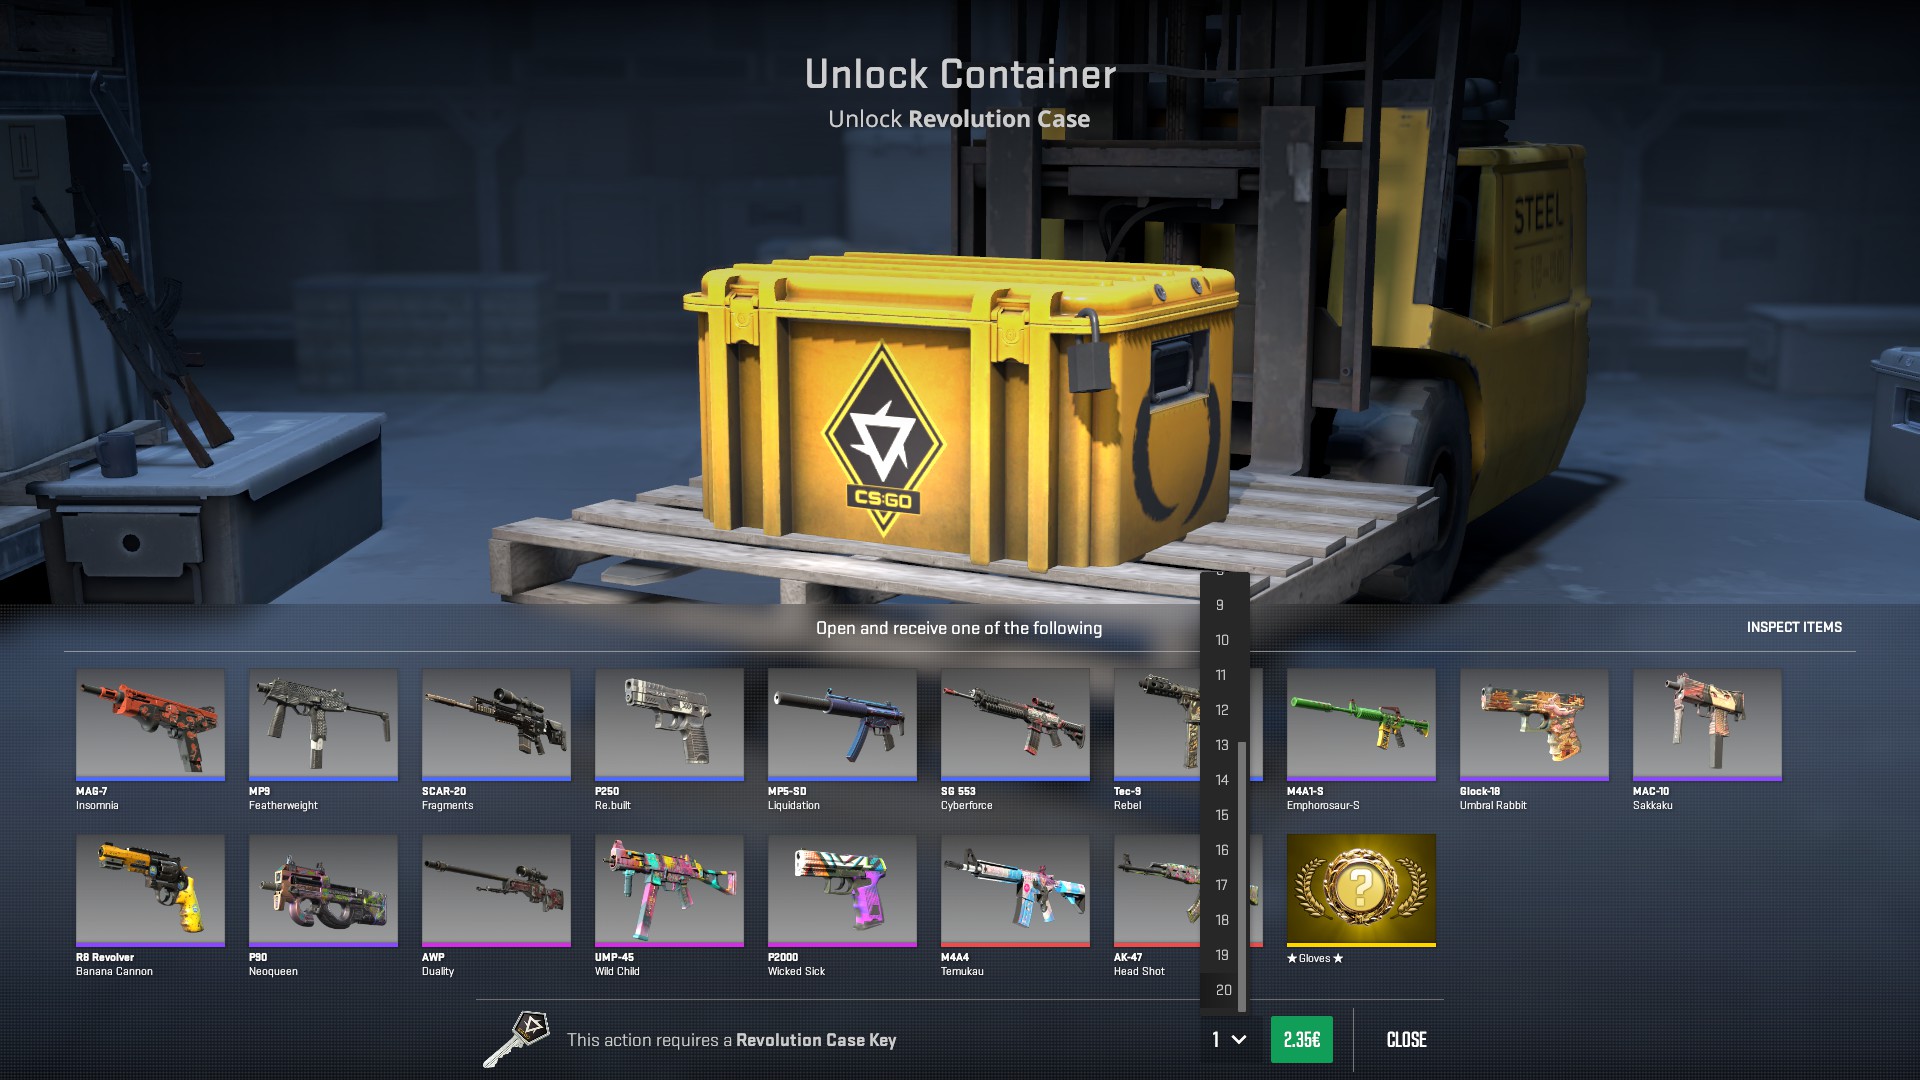 Unlock Container
Unlock Revolution Case
STEEL
CS:GO
Open and receive one of the following
INSPECT ITEMS
MAG-7
Insomnia
MP9
Featherweight
SCAR-20
Fragments
P250
Re.built
MP5-SD
Liquidation
SG 553
Cyberforce
Tec-9
Rebel
M4A1-S
Emphorosaur-S
Glock-18
Umbral Rabbit
MAC-10
Sakkaku
R8 Revolver
Banana Cannon
P90
Neoqueen
AWP
Duality
UMP-45
Wild Child
P2000
Wicked Sick
M4A4
Temukau
AK-47
Head Shot
★ Gloves ★
9
10
11
12
13
14
15
16
17
18
19
20
This action requires a Revolution Case Key
1
2.35€
CLOSE